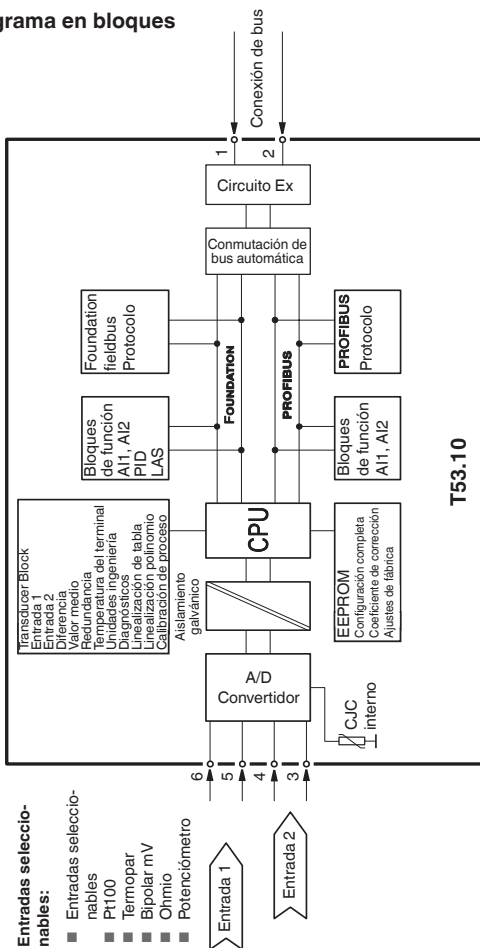 grama en bloques
Conexión de bus
1
2
Circuito Ex
Conmutación de
bus automática
Foundation
fieldbus
Protocolo
FOUNDATION
PROFIBUS
PROFIBUS
Protocolo
Bloques
de función
AI1, AI2
PID
LAS
Bloques
de función
AI1, AI2
Transducer Block
Entrada 1
Entrada 2
Diferencia
Valor medio
Redundancia
Temperatura del terminal
Unidades ingeniería
Diagnósticos
Linealización de tabla
Linealización polinomio
Calibración de proceso
CPU
EEPROM
Configuración completa
Coeficiente de corrección
Ajustes de fábrica
T53.10
Aislamiento
galvánico
A/D
Convertidor
CJC
interno
6
5
4
3
Entrada 1
Entrada 2
Entradas seleccio-
nables:
Entradas seleccio-
nables
Pt100
Termopar
Bipolar mV
Ohmio
Potenciómetro